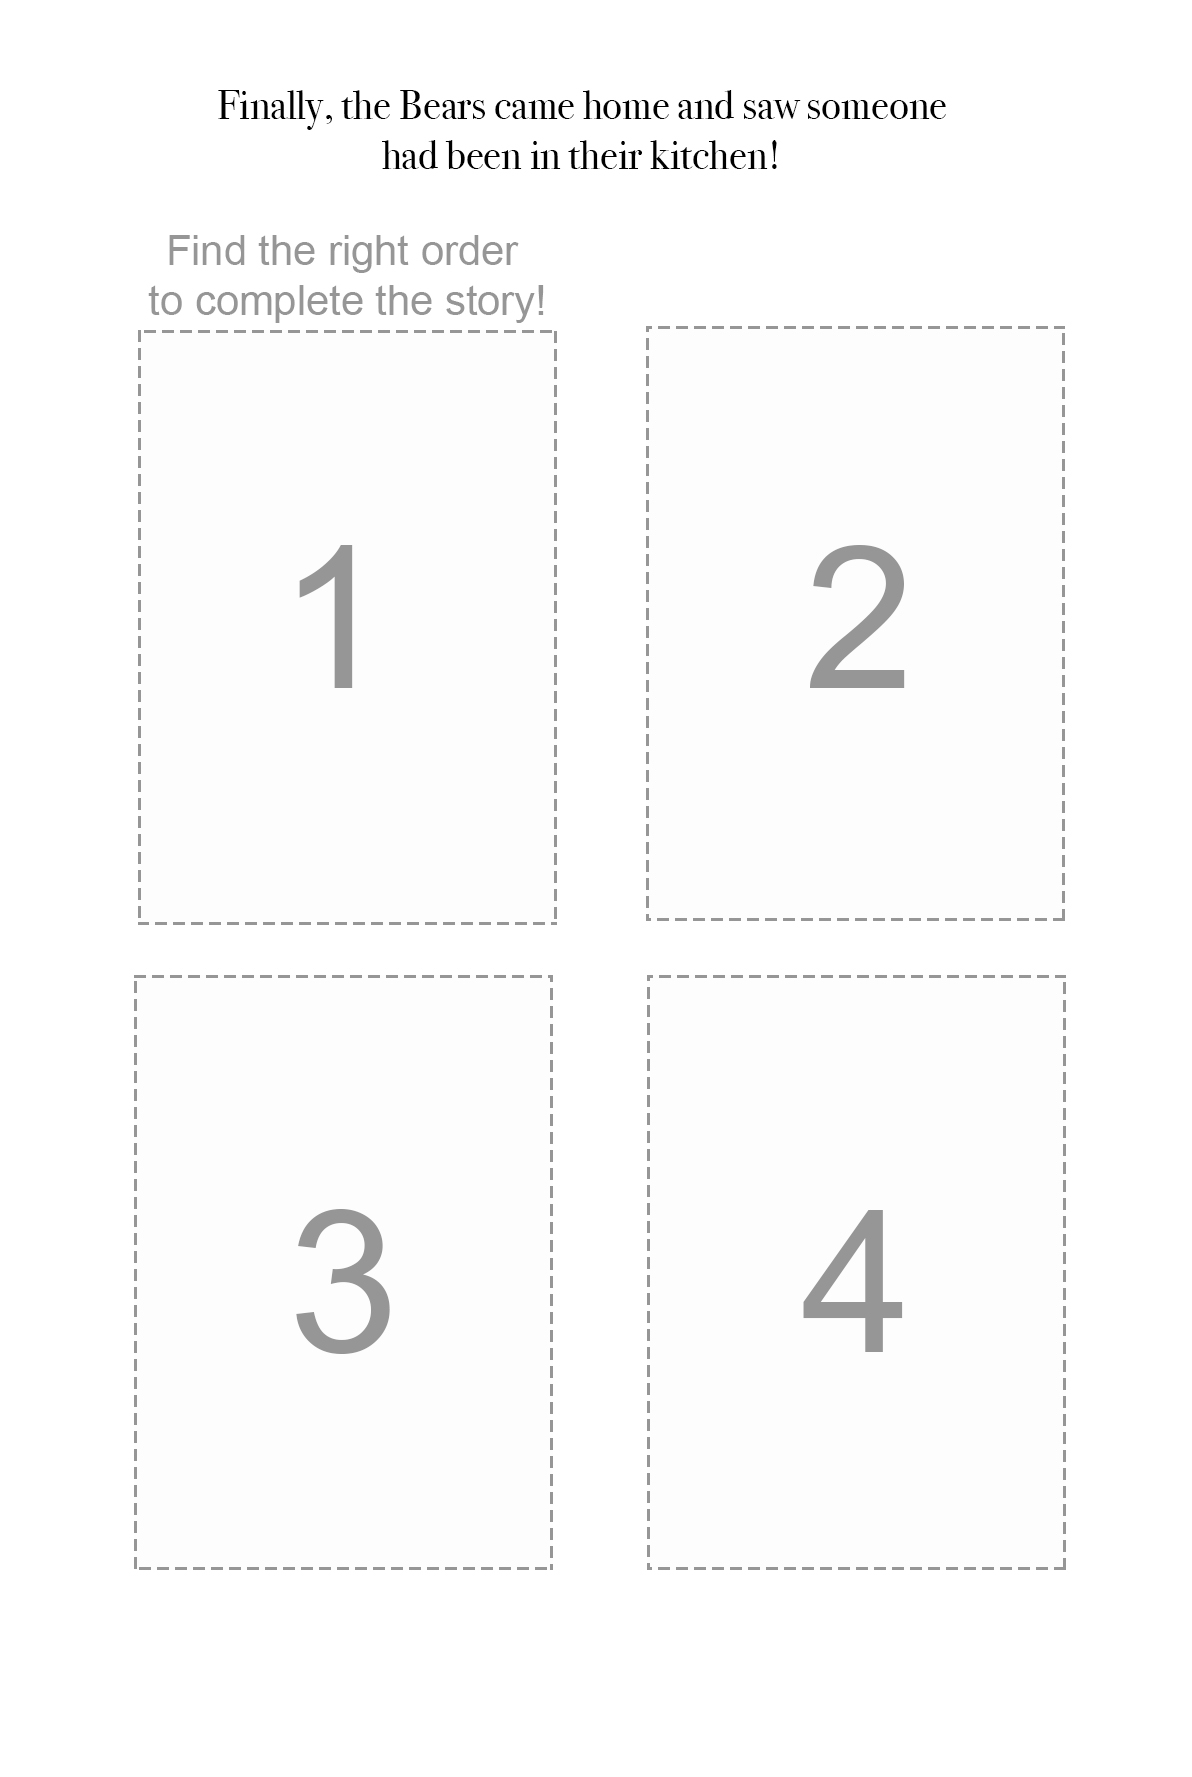 Finally, the Bears came home and saw someone
had been in their kitchen!
Find the right order
to complete the story!
1
2
3
4